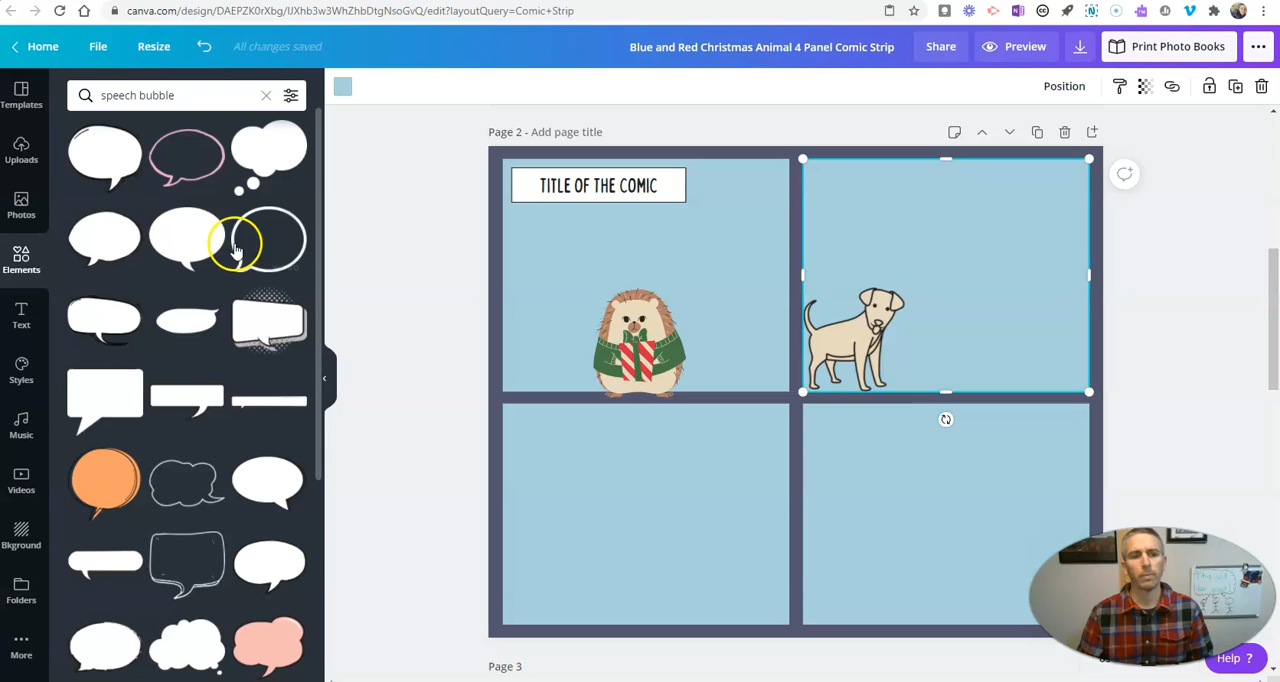 canva.com/design/DAEPZK0rXbg/IJXhb3w3WhZhbDtgNsoGvQ/edit?layoutQuery=Comic+Strip
Home File Resize All changes saved Blue and Red Christmas Animal 4 Panel Comic Strip Share Preview Print Photo Books
speech bubble
Position
Templates
Uploads
Photos
Elements
Text
Styles
Music
Videos
Bkground
Folders
More
Page 2 - Add page title
TITLE OF THE COMIC
Page 3
Help ?